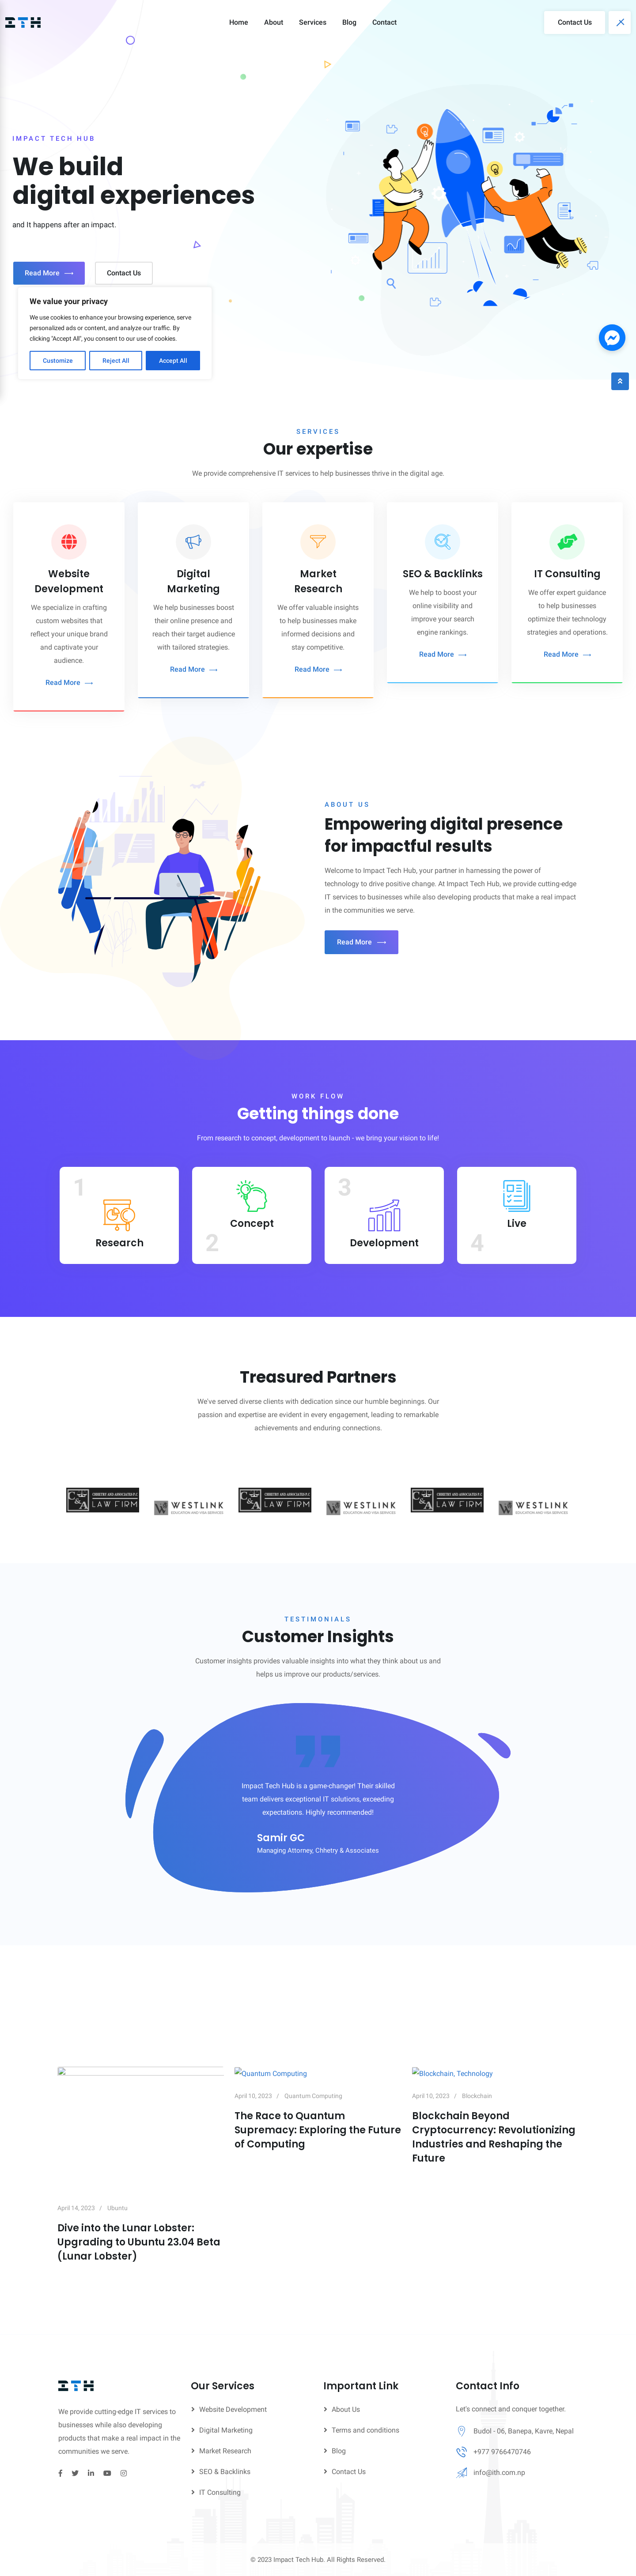 ITH
Home
About
Services
Blog
Contact
Contact Us
IMPACT TECH HUB
We build
digital experiences
and It happens after an impact.
Read More
Contact Us
We value your privacy
We use cookies to enhance your browsing experience, serve
personalized ads or content, and analyze our traffic. By
clicking "Accept All", you consent to our use of cookies.
Customize
Reject All
Accept All
SERVICES
Our expertise
We provide comprehensive IT services to help businesses thrive in the digital age.
Website
Development
We specialize in crafting
custom websites that
reflect your unique brand
and captivate your
audience.
Read More
Digital
Marketing
We help businesses boost
their online presence and
reach their target audience
with tailored strategies.
Read More
Market
Research
We offer valuable insights
to help businesses make
informed decisions and
stay competitive.
Read More
SEO & Backlinks
We help to boost your
online visibility and
improve your search
engine rankings.
Read More
IT Consulting
We offer expert guidance
to help businesses
optimize their technology
strategies and operations.
Read More
ABOUT US
Empowering digital presence
for impactful results
Welcome to Impact Tech Hub, your partner in harnessing the power of
technology to drive positive change. At Impact Tech Hub, we provide cutting-edge
IT services to businesses while also developing products that make a real impact
in the communities we serve.
Read More
WORK FLOW
Getting things done
From research to concept, development to launch - we bring your vision to life!
1
Research
Concept
2
3
Development
Live
4
Treasured Partners
We've served diverse clients with dedication since our humble beginnings. Our
passion and expertise are evident in every engagement, leading to remarkable
achievements and enduring connections.
C&A CHHETRY AND ASSOCIATES P.C. LAW FIRM
WESTLINK
EDUCATION AND VISA SERVICES
C&A CHHETRY AND ASSOCIATES P.C. LAW FIRM
WESTLINK
EDUCATION AND VISA SERVICES
C&A CHHETRY AND ASSOCIATES P.C. LAW FIRM
WESTLINK
EDUCATION AND VISA SERVICES
TESTIMONIALS
Customer Insights
Customer insights provides valuable insights into what they think about us and
helps us improve our products/services.
Impact Tech Hub is a game-changer! Their skilled
team delivers exceptional IT solutions, exceeding
expectations. Highly recommended!
Samir GC
Managing Attorney, Chhetry & Associates
April 14, 2023 / Ubuntu
Dive into the Lunar Lobster:
Upgrading to Ubuntu 23.04 Beta
(Lunar Lobster)
Quantum Computing
April 10, 2023 / Quantum Computing
The Race to Quantum
Supremacy: Exploring the Future
of Computing
Blockchain, Technology
April 10, 2023 / Blockchain
Blockchain Beyond
Cryptocurrency: Revolutionizing
Industries and Reshaping the
Future
ITH
We provide cutting-edge IT services to
businesses while also developing
products that make a real impact in the
communities we serve.
Our Services
Website Development
Digital Marketing
Market Research
SEO & Backlinks
IT Consulting
Important Link
About Us
Terms and conditions
Blog
Contact Us
Contact Info
Let's connect and conquer together.
Budol - 06, Banepa, Kavre, Nepal
+977 9766470746
info@ith.com.np
© 2023 Impact Tech Hub. All Rights Reserved.